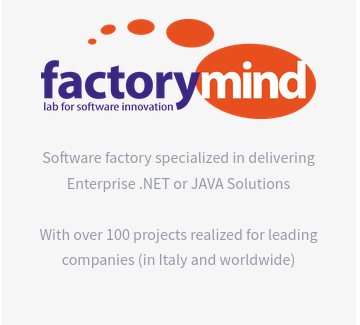 factorymind
lab for software innovation
Software factory specialized in delivering
Enterprise .NET or JAVA Solutions
With over 100 projects realized for leading
companies (in Italy and worldwide)